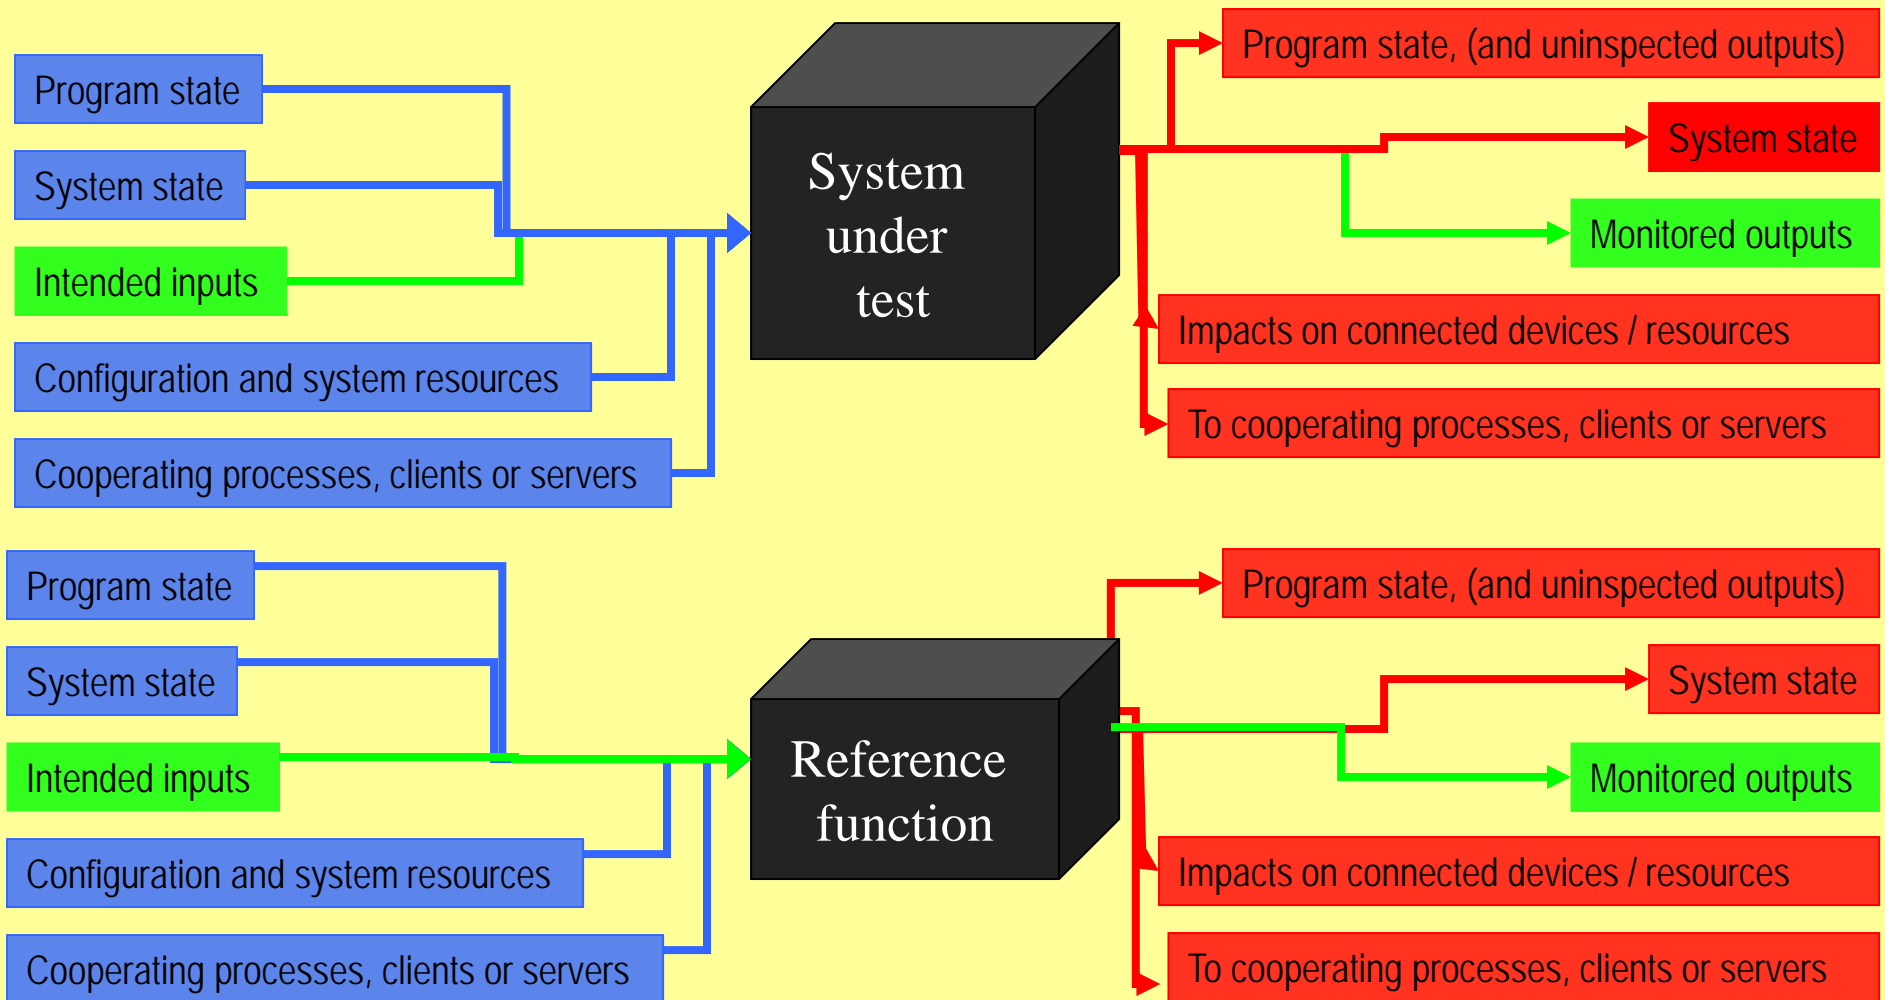 Program state
System state
Intended inputs
Configuration and system resources
Cooperating processes, clients or servers
System
under
test
Program state, (and uninspected outputs)
System state
Monitored outputs
Impacts on connected devices / resources
To cooperating processes, clients or servers
Program state
System state
Intended inputs
Configuration and system resources
Cooperating processes, clients or servers
Reference
function
Program state, (and uninspected outputs)
System state
Monitored outputs
Impacts on connected devices / resources
To cooperating processes, clients or servers